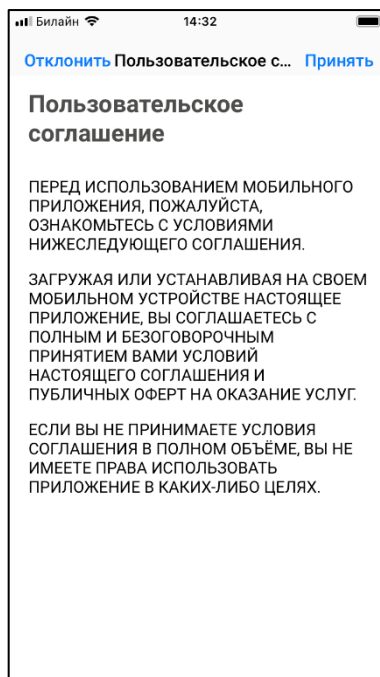 Билайн 14:32
Отклонить Пользовательское с... Принять
Пользовательское
соглашение
ПЕРЕД ИСПОЛЬЗОВАНИЕМ МОБИЛЬНОГО
ПРИЛОЖЕНИЯ, ПОЖАЛУЙСТА,
ОЗНАКОМЬТЕСЬ С УСЛОВИЯМИ
НИЖЕСЛЕДУЮЩЕГО СОГЛАШЕНИЯ.
ЗАГРУЖАЯ ИЛИ УСТАНАВЛИВАЯ НА СВОЕМ
МОБИЛЬНОМ УСТРОЙСТВЕ НАСТОЯЩЕЕ
ПРИЛОЖЕНИЕ, ВЫ СОГЛАШАЕТЕСЬ С
ПОЛНЫМ И БЕЗОГОВОРОЧНЫМ
ПРИНЯТИЕМ ВАМИ УСЛОВИЙ
НАСТОЯЩЕГО СОГЛАШЕНИЯ И
ПУБЛИЧНЫХ ОФЕРТ НА ОКАЗАНИЕ УСЛУГ.
ЕСЛИ ВЫ НЕ ПРИНИМАЕТЕ УСЛОВИЯ
СОГЛАШЕНИЯ В ПОЛНОМ ОБЪЁМЕ, ВЫ НЕ
ИМЕЕТЕ ПРАВА ИСПОЛЬЗОВАТЬ
ПРИЛОЖЕНИЕ В КАКИХ-ЛИБО ЦЕЛЯХ.